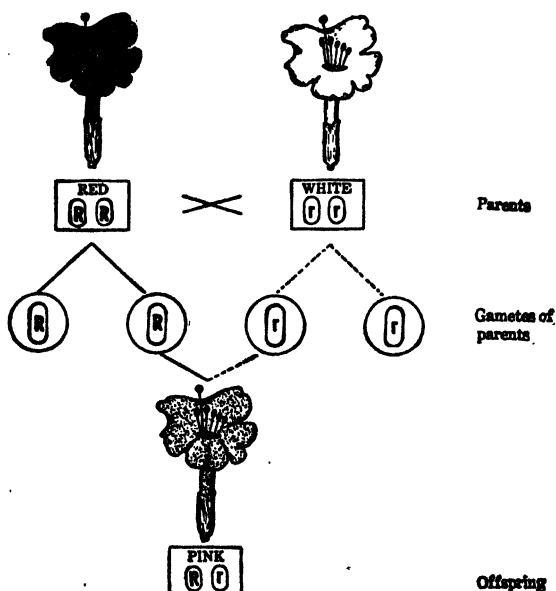 RED
R R
WHITE
r r
Parents
R
R
r
r
Gametes of
parents
PINK
R r
Offspring